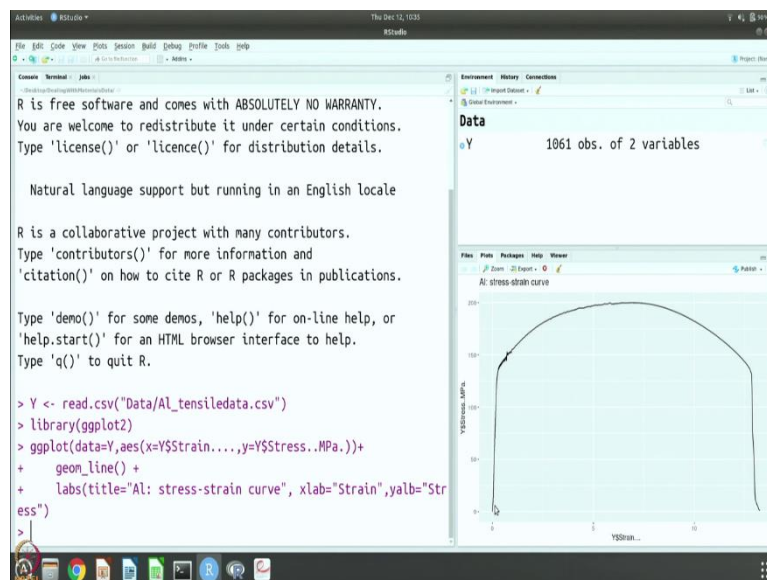 Activities RStudio Thu Dec 12, 10:35
RStudio
File Edit Code View Plots Session Build Debug Profile Tools Help
Go to file/function Addins
Console Terminal Jobs
~/Desktop/DealingWithMaterialsData/
R is free software and comes with ABSOLUTELY NO WARRANTY.
You are welcome to redistribute it under certain conditions.
Type 'license()' or 'licence()' for distribution details.
Natural language support but running in an English locale
R is a collaborative project with many contributors.
Type 'contributors()' for more information and
'citation()' on how to cite R or R packages in publications.
Type 'demo()' for some demos, 'help()' for on-line help, or
'help.start()' for an HTML browser interface to help.
Type 'q()' to quit R.
> Y <- read.csv("Data/Al_tensiledata.csv")
> library(ggplot2)
> ggplot(data=Y,aes(x=Y$Strain....,y=Y$Stress..MPa.))+
+ geom_line() +
+ labs(title="Al: stress-strain curve", xlab="Strain",yalb="Str
ess")
>
Environment History Connections
Import Dataset List
Global Environment
Data
Y 1061 obs. of 2 variables
Files Plots Packages Help Viewer
Zoom Export Publish
Al: stress-strain curve
200
150
100
50
0
Y$Stress..MPa.
0 5 10
Y$Strain....